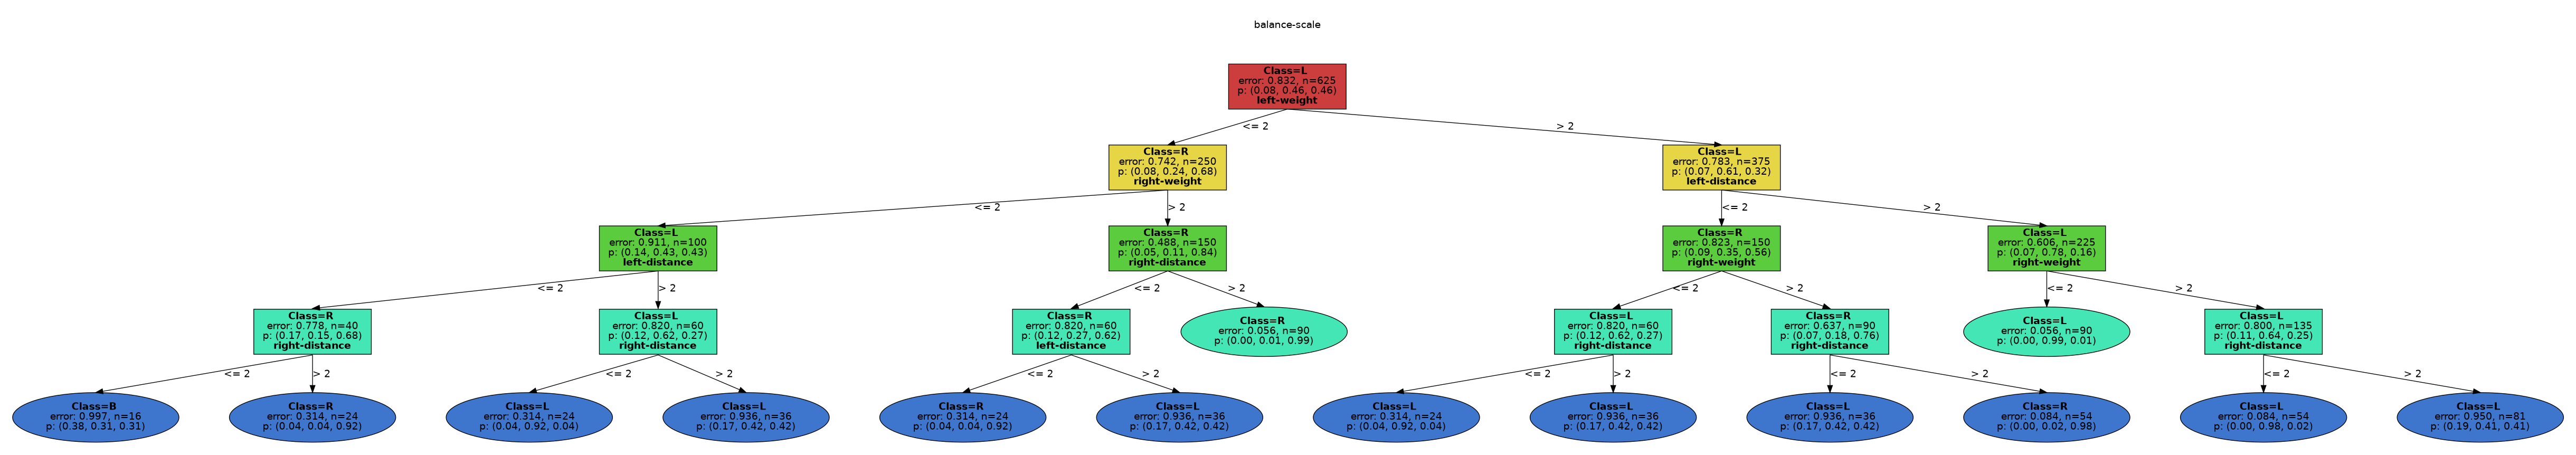 balance-scale
Class=L
error: 0.832, n=625
p: (0.08, 0.46, 0.46)
left-weight
<= 2
> 2
Class=R
error: 0.742, n=250
p: (0.08, 0.24, 0.68)
right-weight
Class=L
error: 0.783, n=375
p: (0.07, 0.61, 0.32)
left-distance
<= 2
> 2
<= 2
> 2
Class=L
error: 0.911, n=100
p: (0.14, 0.43, 0.43)
left-distance
Class=R
error: 0.488, n=150
p: (0.05, 0.11, 0.84)
right-distance
Class=R
error: 0.823, n=150
p: (0.09, 0.35, 0.56)
right-weight
Class=L
error: 0.606, n=225
p: (0.07, 0.78, 0.16)
right-weight
<= 2
> 2
<= 2
> 2
<= 2
> 2
<= 2
> 2
Class=R
error: 0.778, n=40
p: (0.17, 0.15, 0.68)
right-distance
Class=L
error: 0.820, n=60
p: (0.12, 0.62, 0.27)
right-distance
Class=R
error: 0.820, n=60
p: (0.12, 0.27, 0.62)
left-distance
Class=R
error: 0.056, n=90
p: (0.00, 0.01, 0.99)
Class=L
error: 0.820, n=60
p: (0.12, 0.62, 0.27)
right-distance
Class=R
error: 0.637, n=90
p: (0.07, 0.18, 0.76)
right-distance
Class=L
error: 0.056, n=90
p: (0.00, 0.99, 0.01)
Class=L
error: 0.800, n=135
p: (0.11, 0.64, 0.25)
right-distance
<= 2
> 2
<= 2
> 2
<= 2
> 2
<= 2
> 2
<= 2
> 2
<= 2
> 2
Class=B
error: 0.997, n=16
p: (0.38, 0.31, 0.31)
Class=R
error: 0.314, n=24
p: (0.04, 0.04, 0.92)
Class=L
error: 0.314, n=24
p: (0.04, 0.92, 0.04)
Class=L
error: 0.936, n=36
p: (0.17, 0.42, 0.42)
Class=R
error: 0.314, n=24
p: (0.04, 0.04, 0.92)
Class=L
error: 0.936, n=36
p: (0.17, 0.42, 0.42)
Class=L
error: 0.314, n=24
p: (0.04, 0.92, 0.04)
Class=L
error: 0.936, n=36
p: (0.17, 0.42, 0.42)
Class=L
error: 0.936, n=36
p: (0.17, 0.42, 0.42)
Class=R
error: 0.084, n=54
p: (0.00, 0.02, 0.98)
Class=L
error: 0.084, n=54
p: (0.00, 0.98, 0.02)
Class=L
error: 0.950, n=81
p: (0.19, 0.41, 0.41)